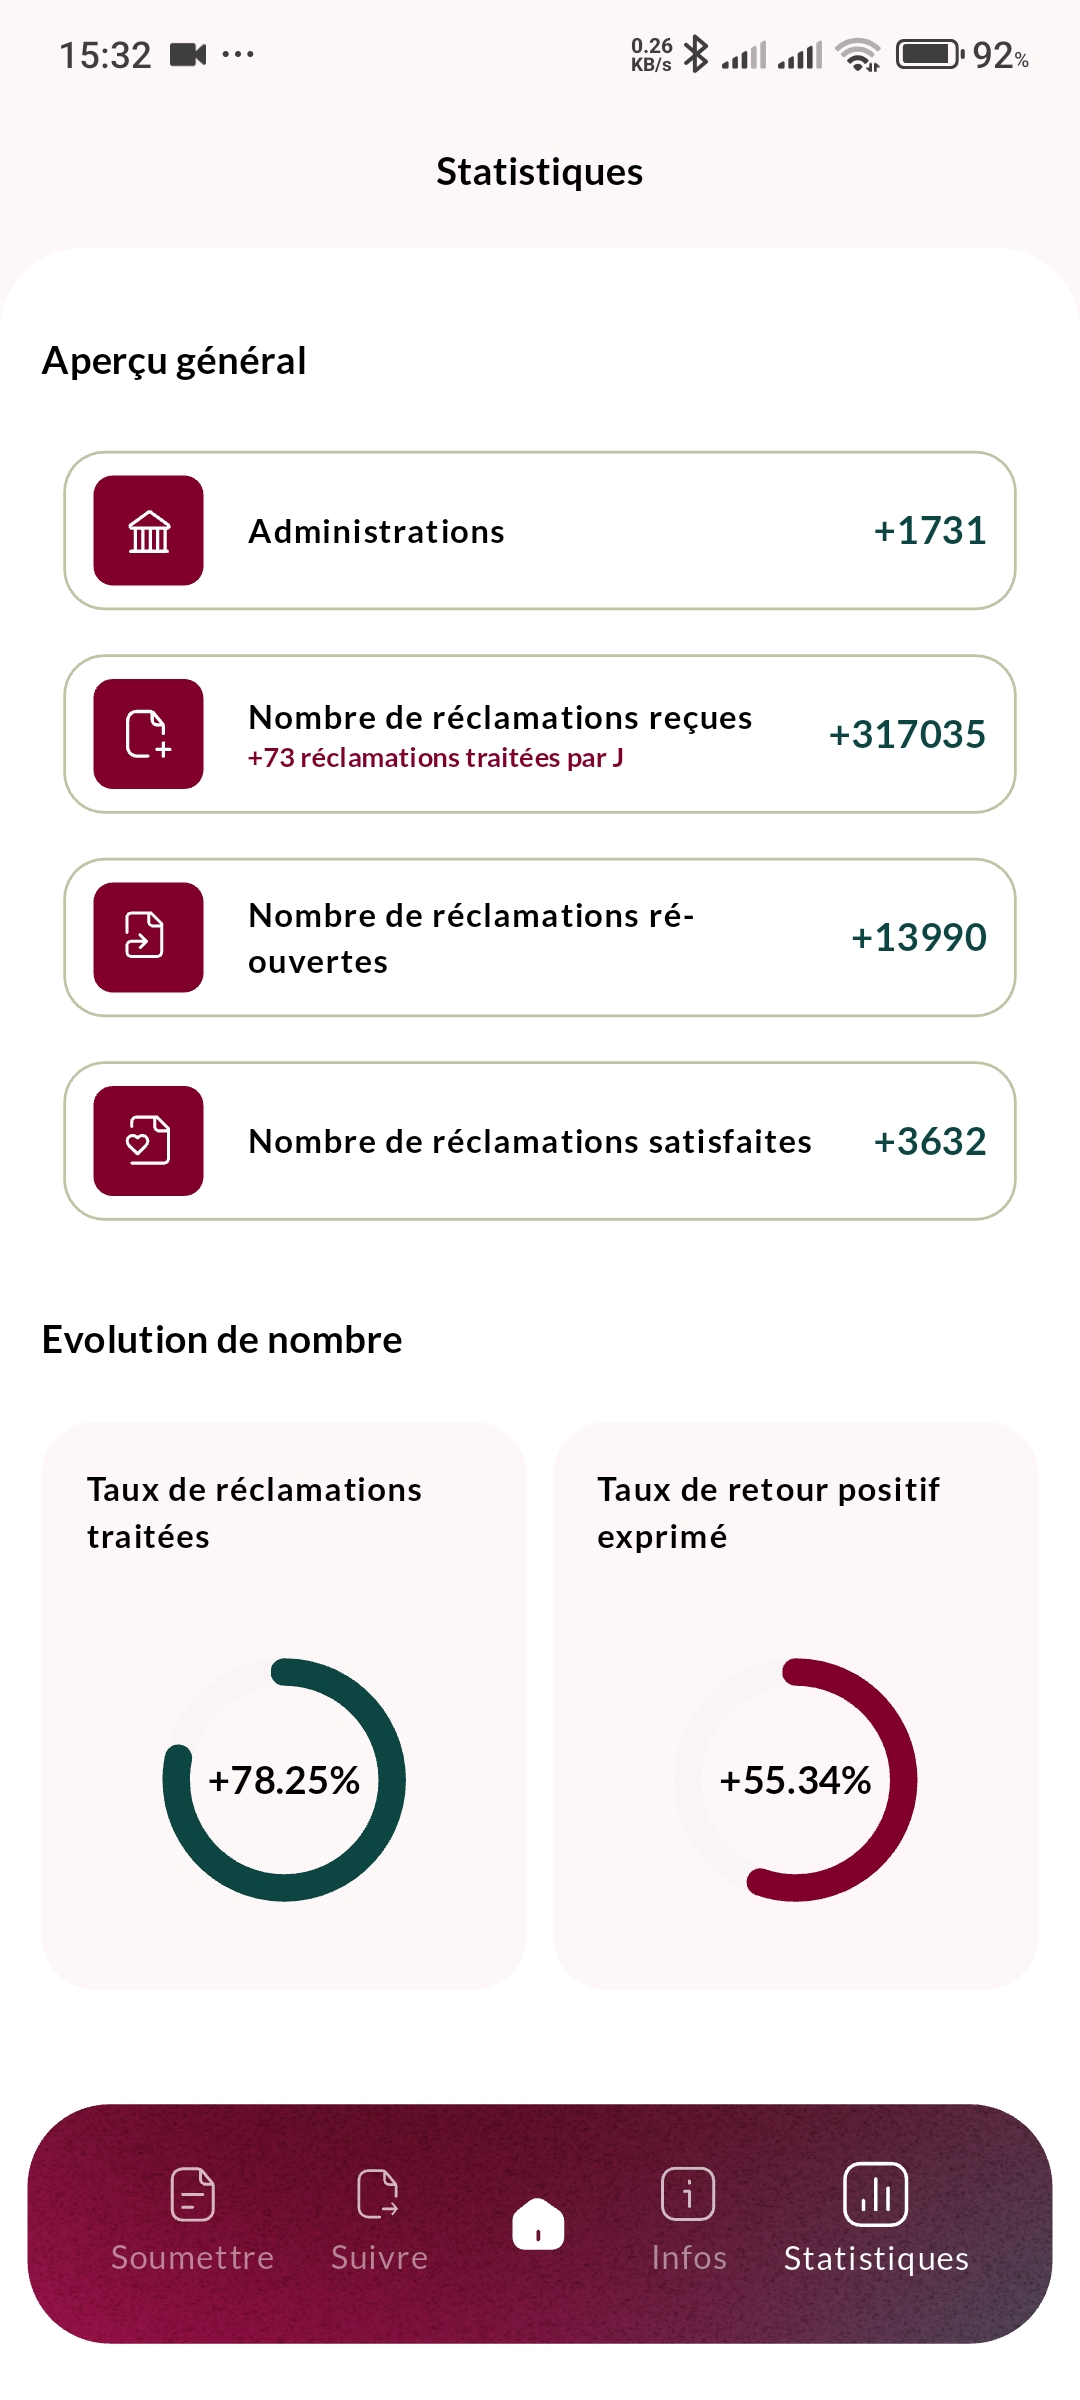 15:32
0.26
KB/s
92%
Statistiques
Aperçu général
Administrations
+1731
Nombre de réclamations reçues
+73 réclamations traitées par J
+317035
Nombre de réclamations ré-
ouvertes
+13990
Nombre de réclamations satisfaites
+3632
Evolution de nombre
Taux de réclamations
traitées
+78.25%
Taux de retour positif
exprimé
+55.34%
Soumettre
Suivre
Infos
Statistiques